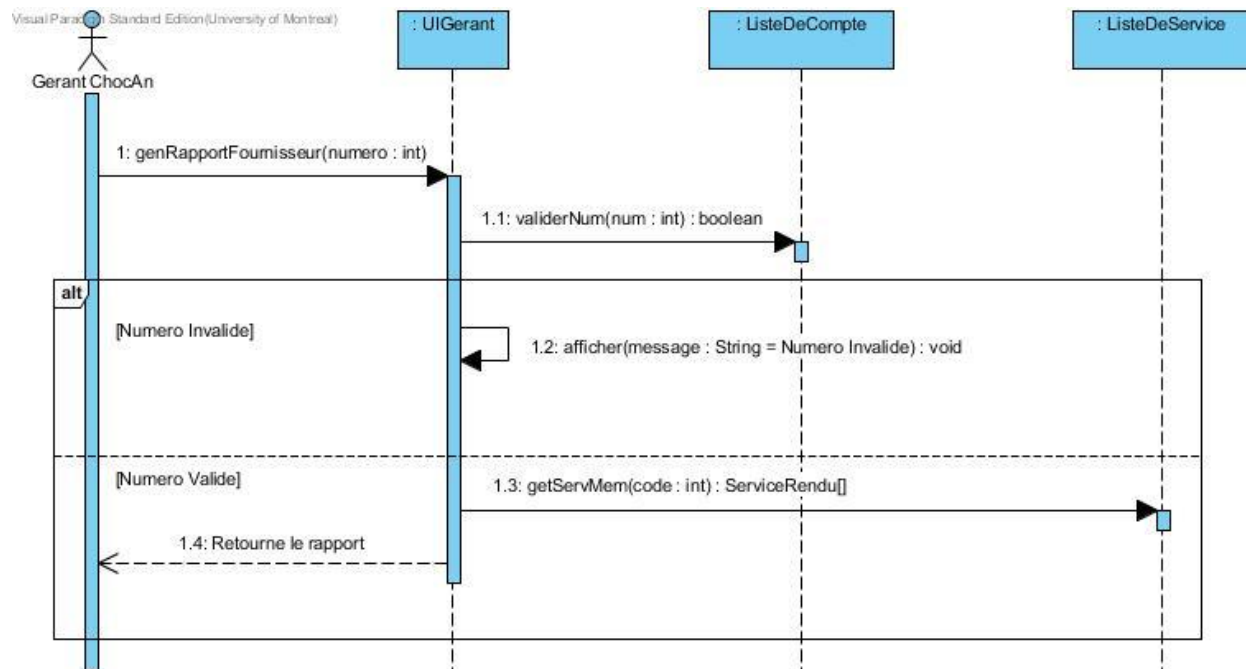 Visual Paradigm Standard Edition(University of Montreal)
: UIGerant
: ListeDeCompte
: ListeDeService
Gerant ChocAn
1: genRapportFournisseur(numero : int)
1.1: validerNum(num : int) : boolean
alt
[Numero Invalide]
1.2: afficher(message : String = Numero Invalide) : void
[Numero Valide]
1.3: getServMem(code : int) : ServiceRendu[]
1.4: Retourne le rapport